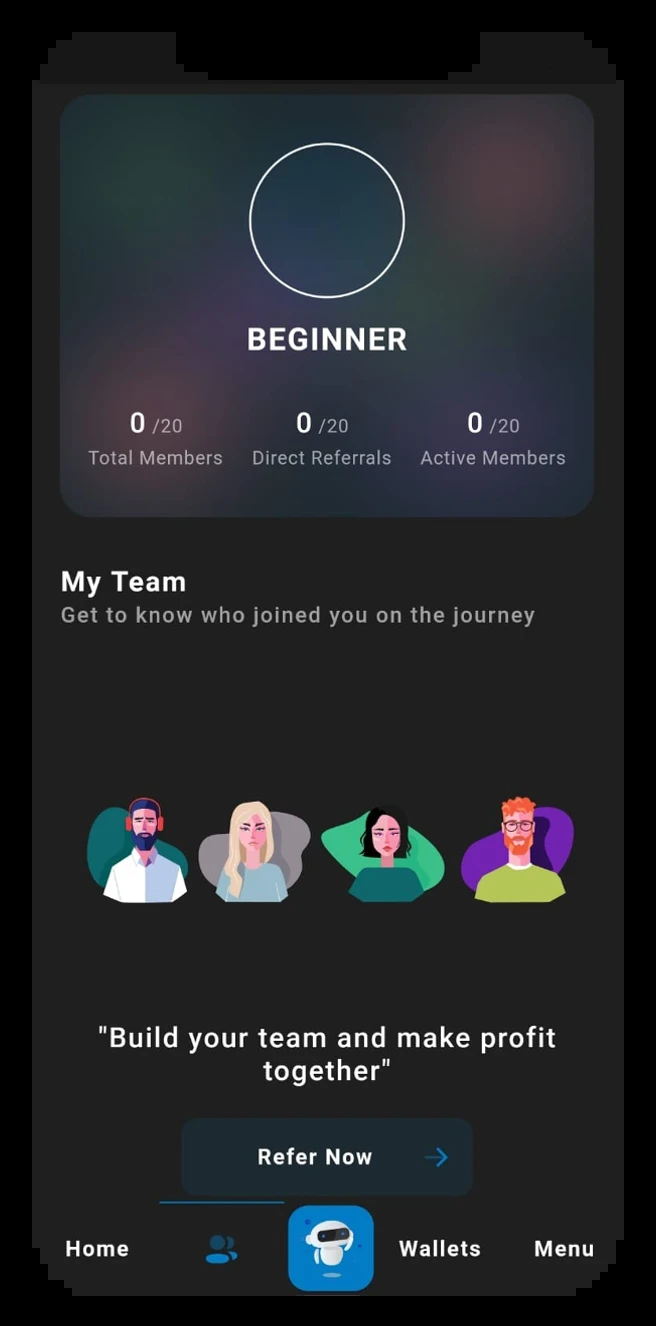 BEGINNER
0 /20 0 /20 0 /20
Total Members Direct Referrals Active Members
My Team
Get to know who joined you on the journey
"Build your team and make profit
together"
Refer Now
Home Wallets Menu